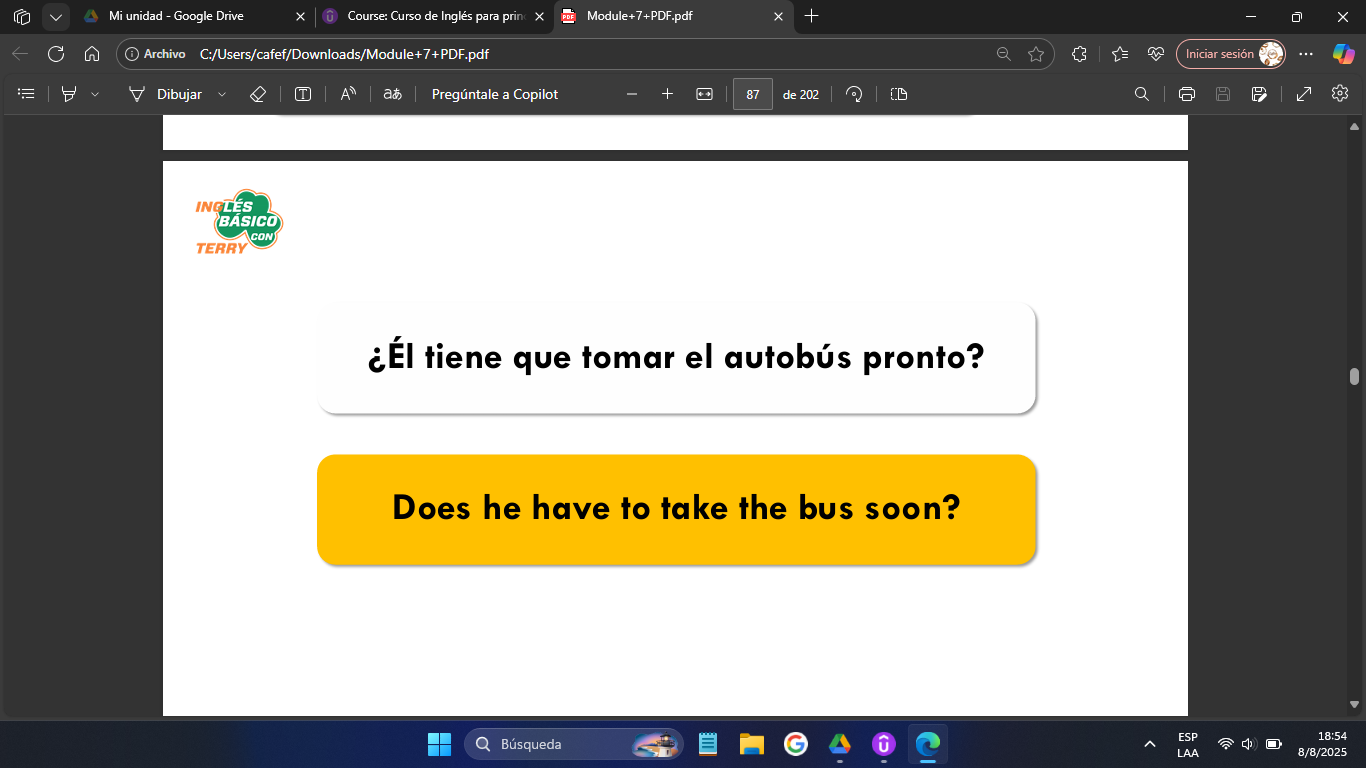 Mi unidad - Google Drive
Course: Curso de Inglés para prin
Module+7+PDF.pdf
Archivo
C:/Users/cafef/Downloads/Module+7+PDF.pdf
Iniciar sesión
Dibujar
Pregúntale a Copilot
87
de 202
INGLÉS
BÁSICO
CON
TERRY
¿Él tiene que tomar el autobús pronto?
Does he have to take the bus soon?
Búsqueda
ESP
LAA
18:54
8/8/2025